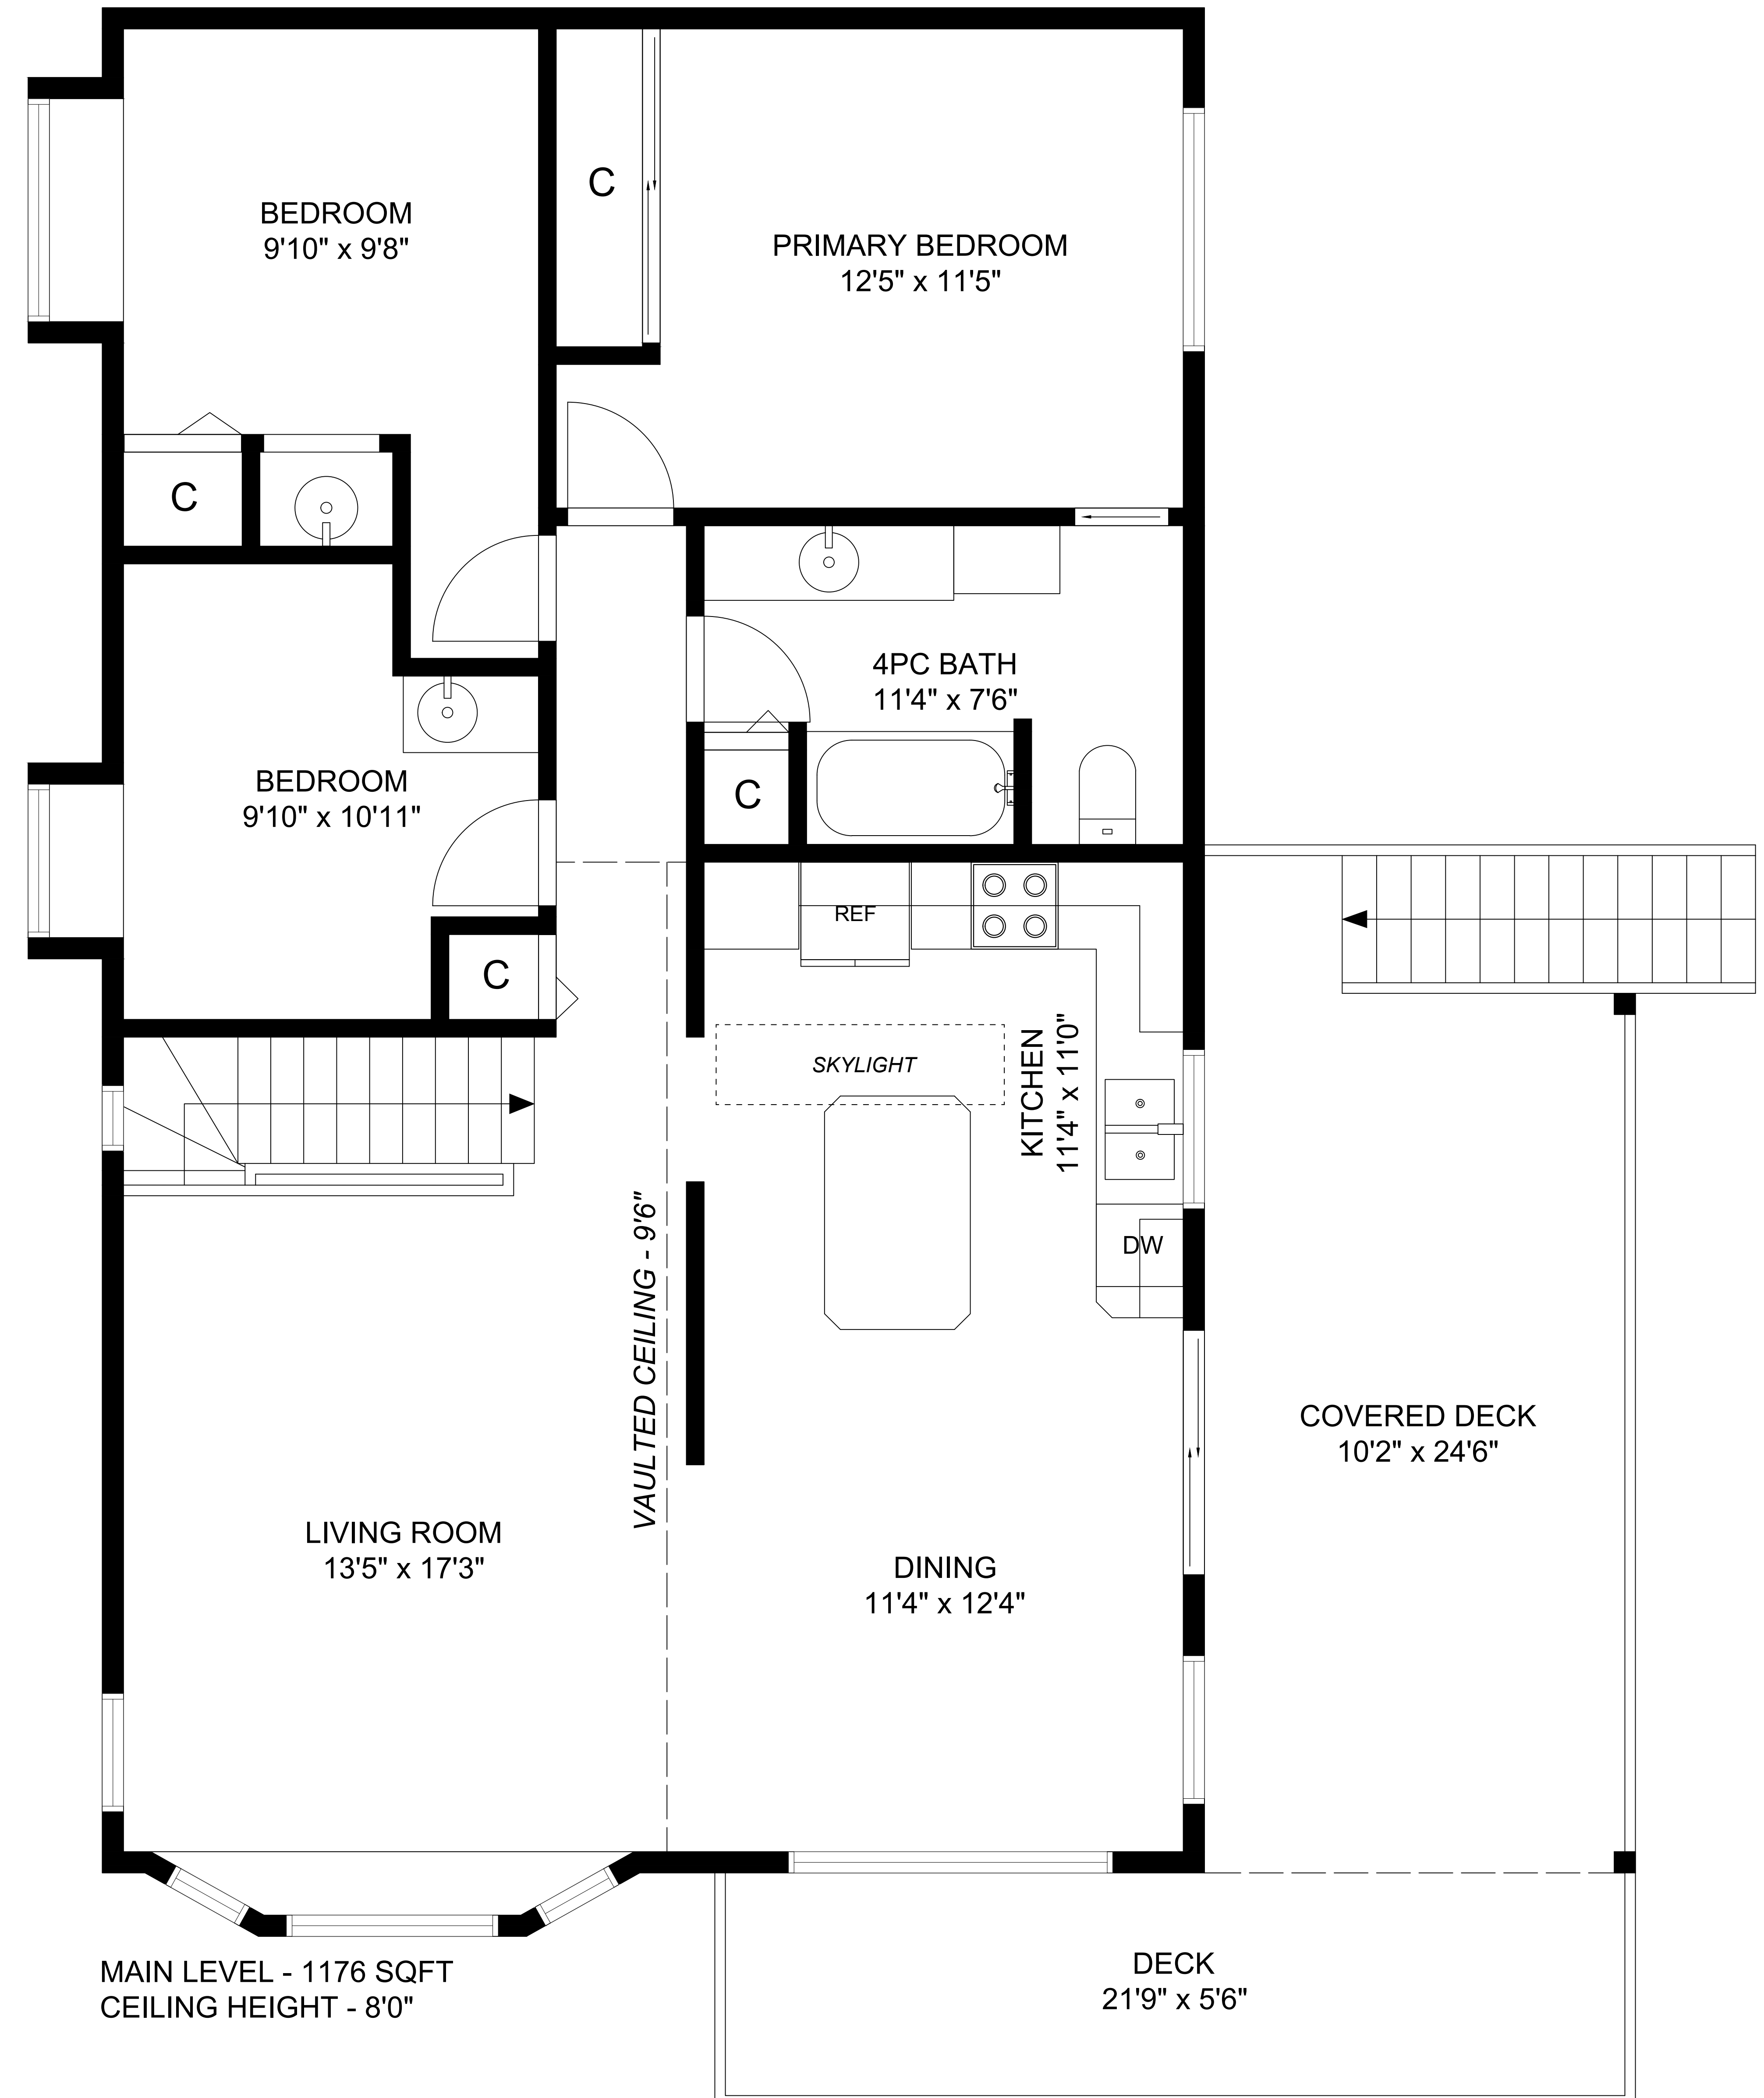 BEDROOM
9'10" x 9'8"
C
PRIMARY BEDROOM
12'5" x 11'5"
C
4PC BATH
11'4" x 7'6"
BEDROOM
9'10" x 10'11"
C
C
REF
SKYLIGHT
KITCHEN
11'4" x 11'0"
DW
VAULTED CEILING - 9'6"
COVERED DECK
10'2" x 24'6"
LIVING ROOM
13'5" x 17'3"
DINING
11'4" x 12'4"
DECK
21'9" x 5'6"
MAIN LEVEL - 1176 SQFT
CEILING HEIGHT - 8'0"